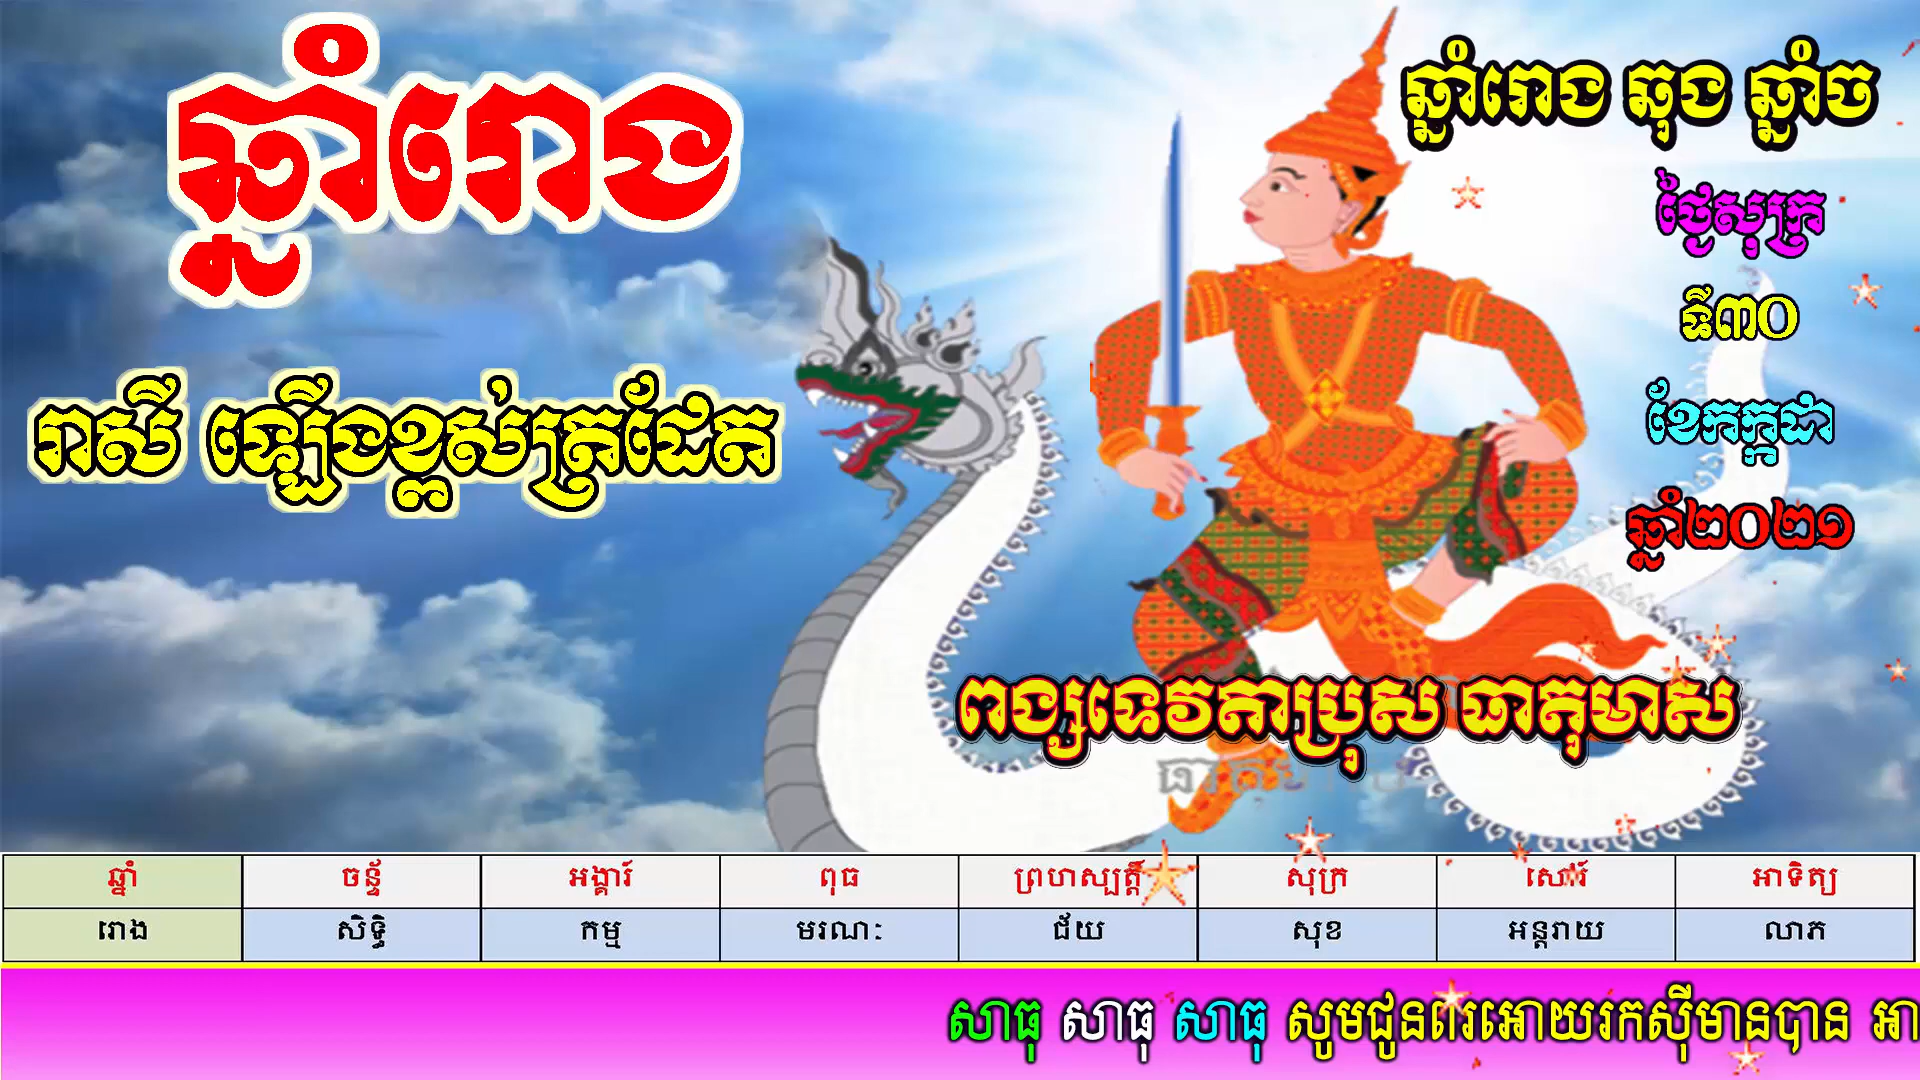 ឆ្នាំរោង
រាសី ឡើងខ្ពស់ត្រដែត
ឆ្នាំរោង ឆុង ឆ្នាំច
ថ្ងៃសុក្រ
ទី៣០
ខែកក្កដា
ឆ្នាំ២០២១
ពង្សទេវតាប្រុស ធាតុមាស
ឆ្នាំ ចន្ទ័ អង្គារ៍ ពុធ ព្រហស្បត្តិ៍ សុក្រ សៅរ៍ អាទិត្យ
រោង សិទ្ធិ កម្ម មរណៈ ជ័យ សុខ អន្តរាយ លាភ
សាធុ សាធុ សាធុ សូមជូនពរអោយរកស៊ីមានបាន អា